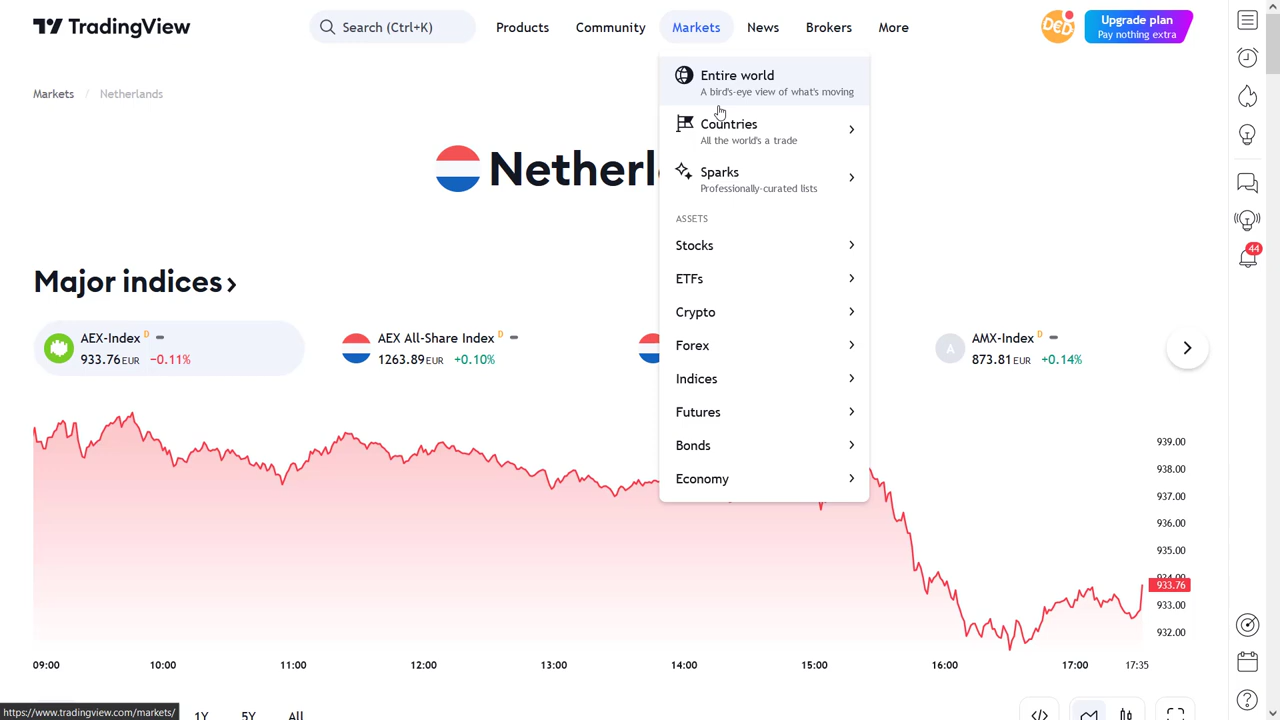 TradingView
Search (Ctrl+K)
Products
Community
Markets
News
Brokers
More
DCD
Upgrade plan
Pay nothing extra
Markets / Netherlands
Entire world
A bird's-eye view of what's moving
Countries
All the world's a trade
Sparks
Professionally-curated lists
ASSETS
Stocks
ETFs
Crypto
Forex
Indices
Futures
Bonds
Economy
44
Major indices
AEX-Index D
933.76 EUR −0.11%
AEX All-Share Index D
1263.89 EUR +0.10%
A
AMX-Index D
873.81 EUR +0.14%
939.00
938.00
937.00
936.00
935.00
933.76
933.00
932.00
09:00
10:00
11:00
12:00
13:00
14:00
15:00
16:00
17:00
17:35
https://www.tradingview.com/markets/
1Y
5Y
All